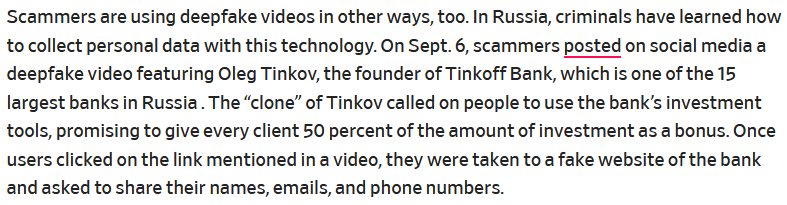 Scammers are using deepfake videos in other ways, too. In Russia, criminals have learned how
to collect personal data with this technology. On Sept. 6, scammers posted on social media a
deepfake video featuring Oleg Tinkov, the founder of Tinkoff Bank, which is one of the 15
largest banks in Russia . The “clone” of Tinkov called on people to use the bank’s investment
tools, promising to give every client 50 percent of the amount of investment as a bonus. Once
users clicked on the link mentioned in a video, they were taken to a fake website of the bank
and asked to share their names, emails, and phone numbers.